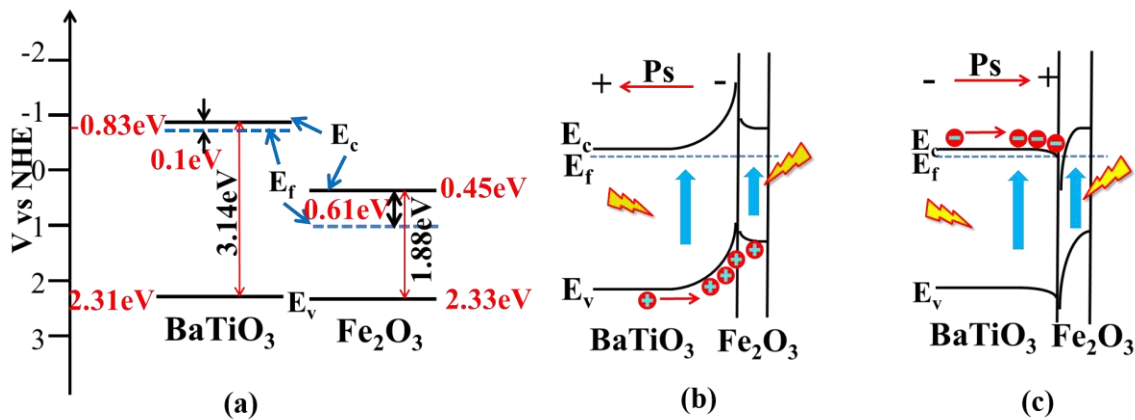 V vs NHE
-2
-1
0
1
2
3
-0.83eV
0.1eV
3.14eV
2.31eV
BaTiO₃
E_c
E_f
E_v
0.45eV
0.61eV
1.88eV
2.33eV
Fe₂O₃
(a)
+ Ps -
E_c
E_f
E_v
+ + + + +
BaTiO₃ Fe₂O₃
(b)
- Ps +
E_c
E_f
- - - -
E_v
BaTiO₃ Fe₂O₃
(c)